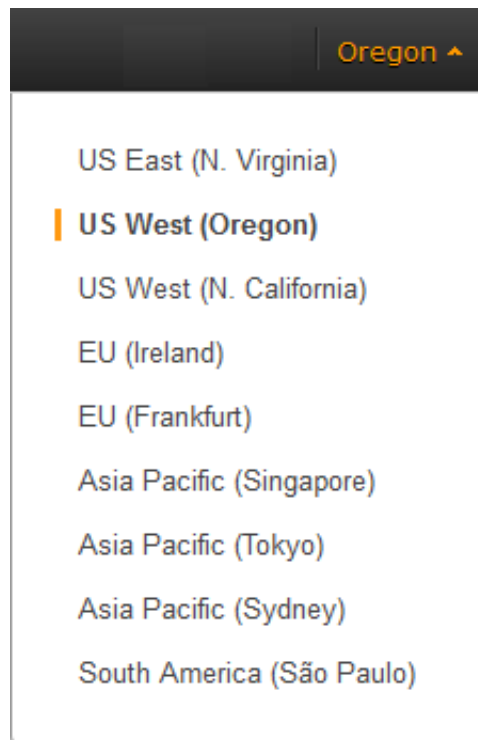 Oregon
US East (N. Virginia)
US West (Oregon)
US West (N. California)
EU (Ireland)
EU (Frankfurt)
Asia Pacific (Singapore)
Asia Pacific (Tokyo)
Asia Pacific (Sydney)
South America (São Paulo)